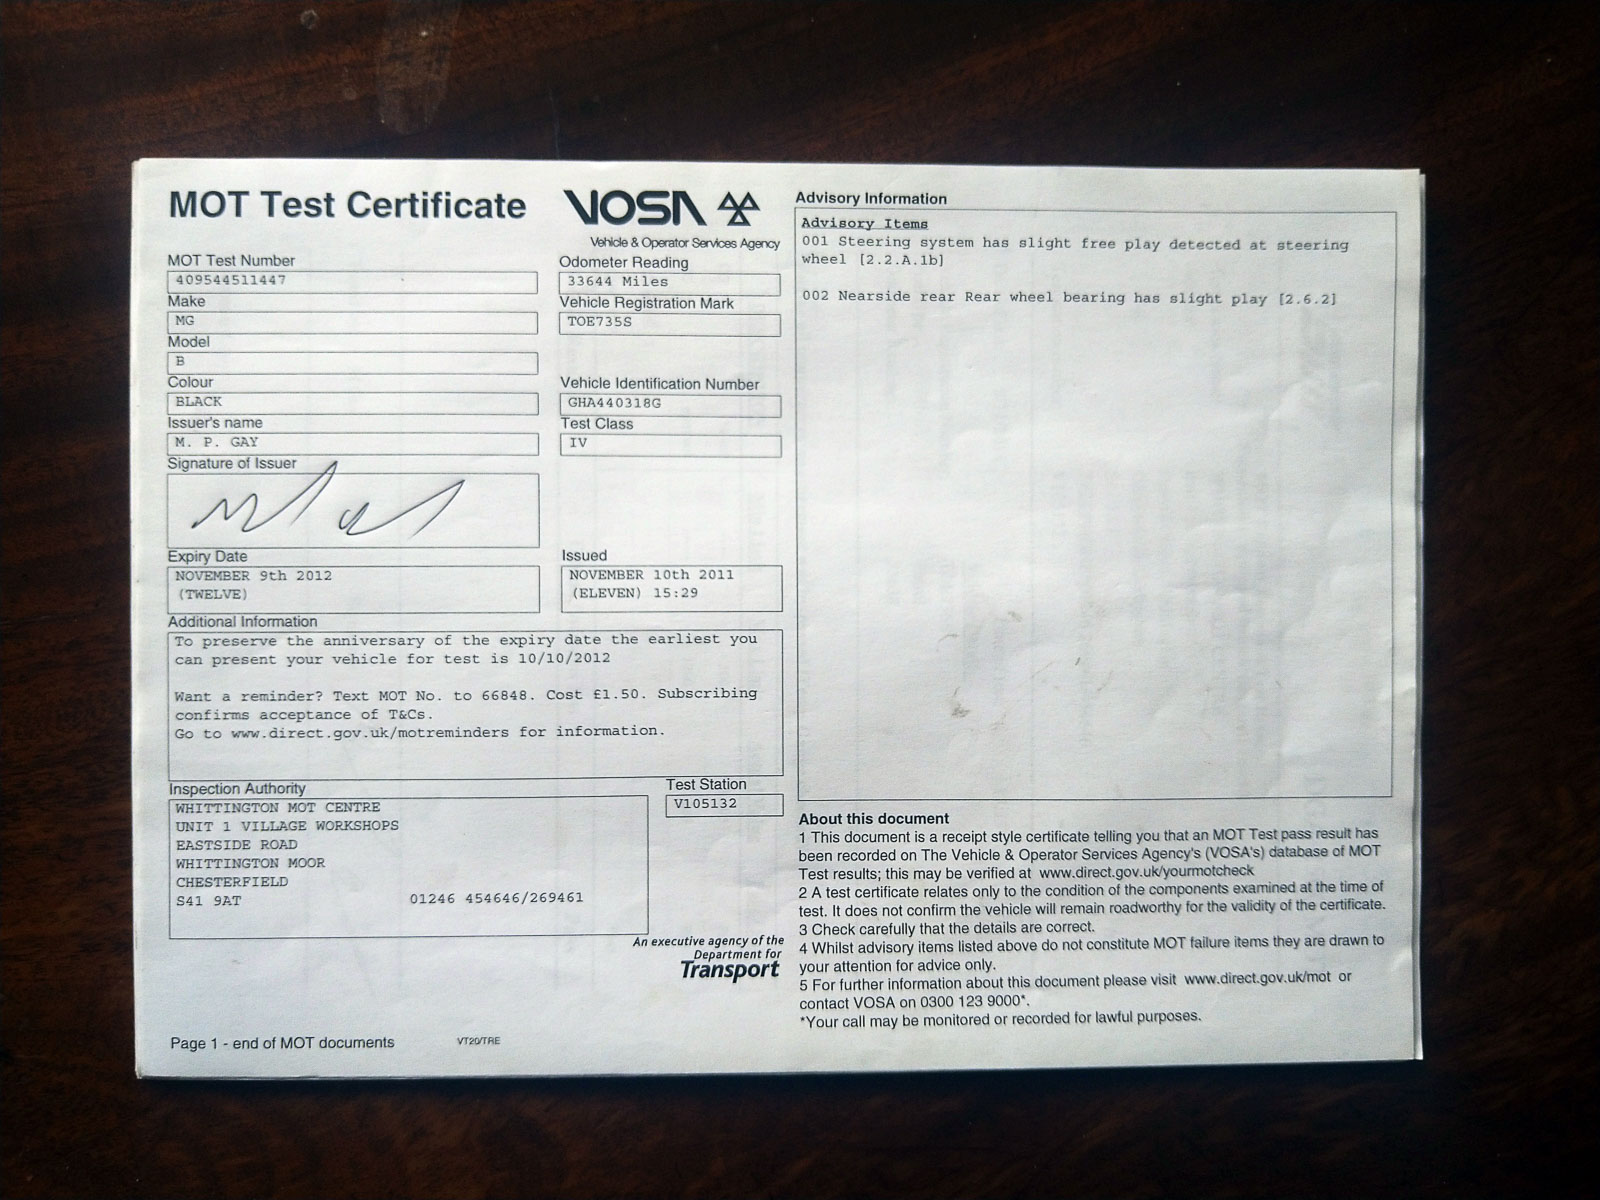 MOT Test Certificate
VOSA
Vehicle & Operator Services Agency
MOT Test Number
409544511447
Make
MG
Model
B
Colour
BLACK
Issuer's name
M. P. GAY
Signature of Issuer
Expiry Date
NOVEMBER 9th 2012
(TWELVE)
Odometer Reading
33644 Miles
Vehicle Registration Mark
TOE735S
Vehicle Identification Number
GHA440318G
Test Class
IV
Issued
NOVEMBER 10th 2011
(ELEVEN) 15:29
Additional Information
To preserve the anniversary of the expiry date the earliest you
can present your vehicle for test is 10/10/2012
Want a reminder? Text MOT No. to 66848. Cost £1.50. Subscribing
confirms acceptance of T&Cs.
Go to www.direct.gov.uk/motreminders for information.
Inspection Authority
WHITTINGTON MOT CENTRE
UNIT 1 VILLAGE WORKSHOPS
EASTSIDE ROAD
WHITTINGTON MOOR
CHESTERFIELD
S41 9AT 01246 454646/269461
Test Station
V105132
An executive agency of the
Department for
Transport
Page 1 - end of MOT documents VT20/TRE
Advisory Information
Advisory Items
001 Steering system has slight free play detected at steering
wheel [2.2.A.1b]
002 Nearside rear Rear wheel bearing has slight play [2.6.2]
About this document
1 This document is a receipt style certificate telling you that an MOT Test pass result has
been recorded on The Vehicle & Operator Services Agency's (VOSA's) database of MOT
Test results; this may be verified at www.direct.gov.uk/yourmotcheck
2 A test certificate relates only to the condition of the components examined at the time of
test. It does not confirm the vehicle will remain roadworthy for the validity of the certificate.
3 Check carefully that the details are correct.
4 Whilst advisory items listed above do not constitute MOT failure items they are drawn to
your attention for advice only.
5 For further information about this document please visit www.direct.gov.uk/mot or
contact VOSA on 0300 123 9000*.
*Your call may be monitored or recorded for lawful purposes.